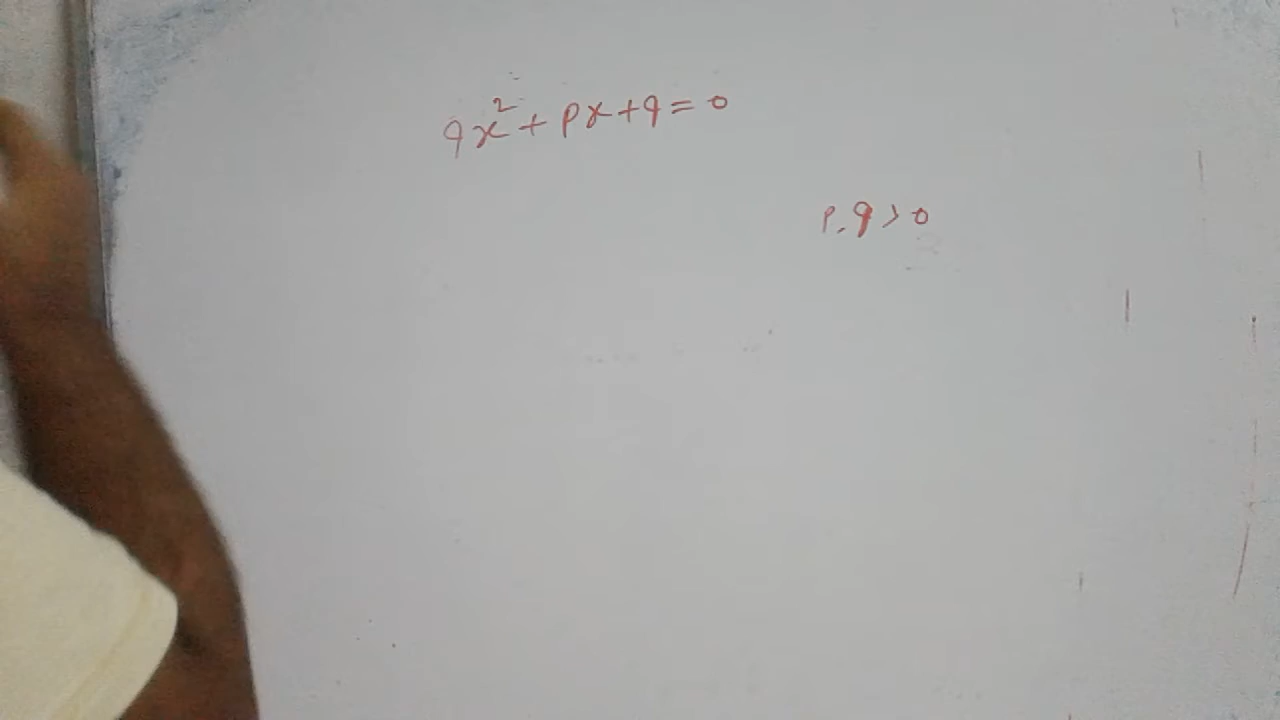 qx² + px + q = 0
p, q > 0